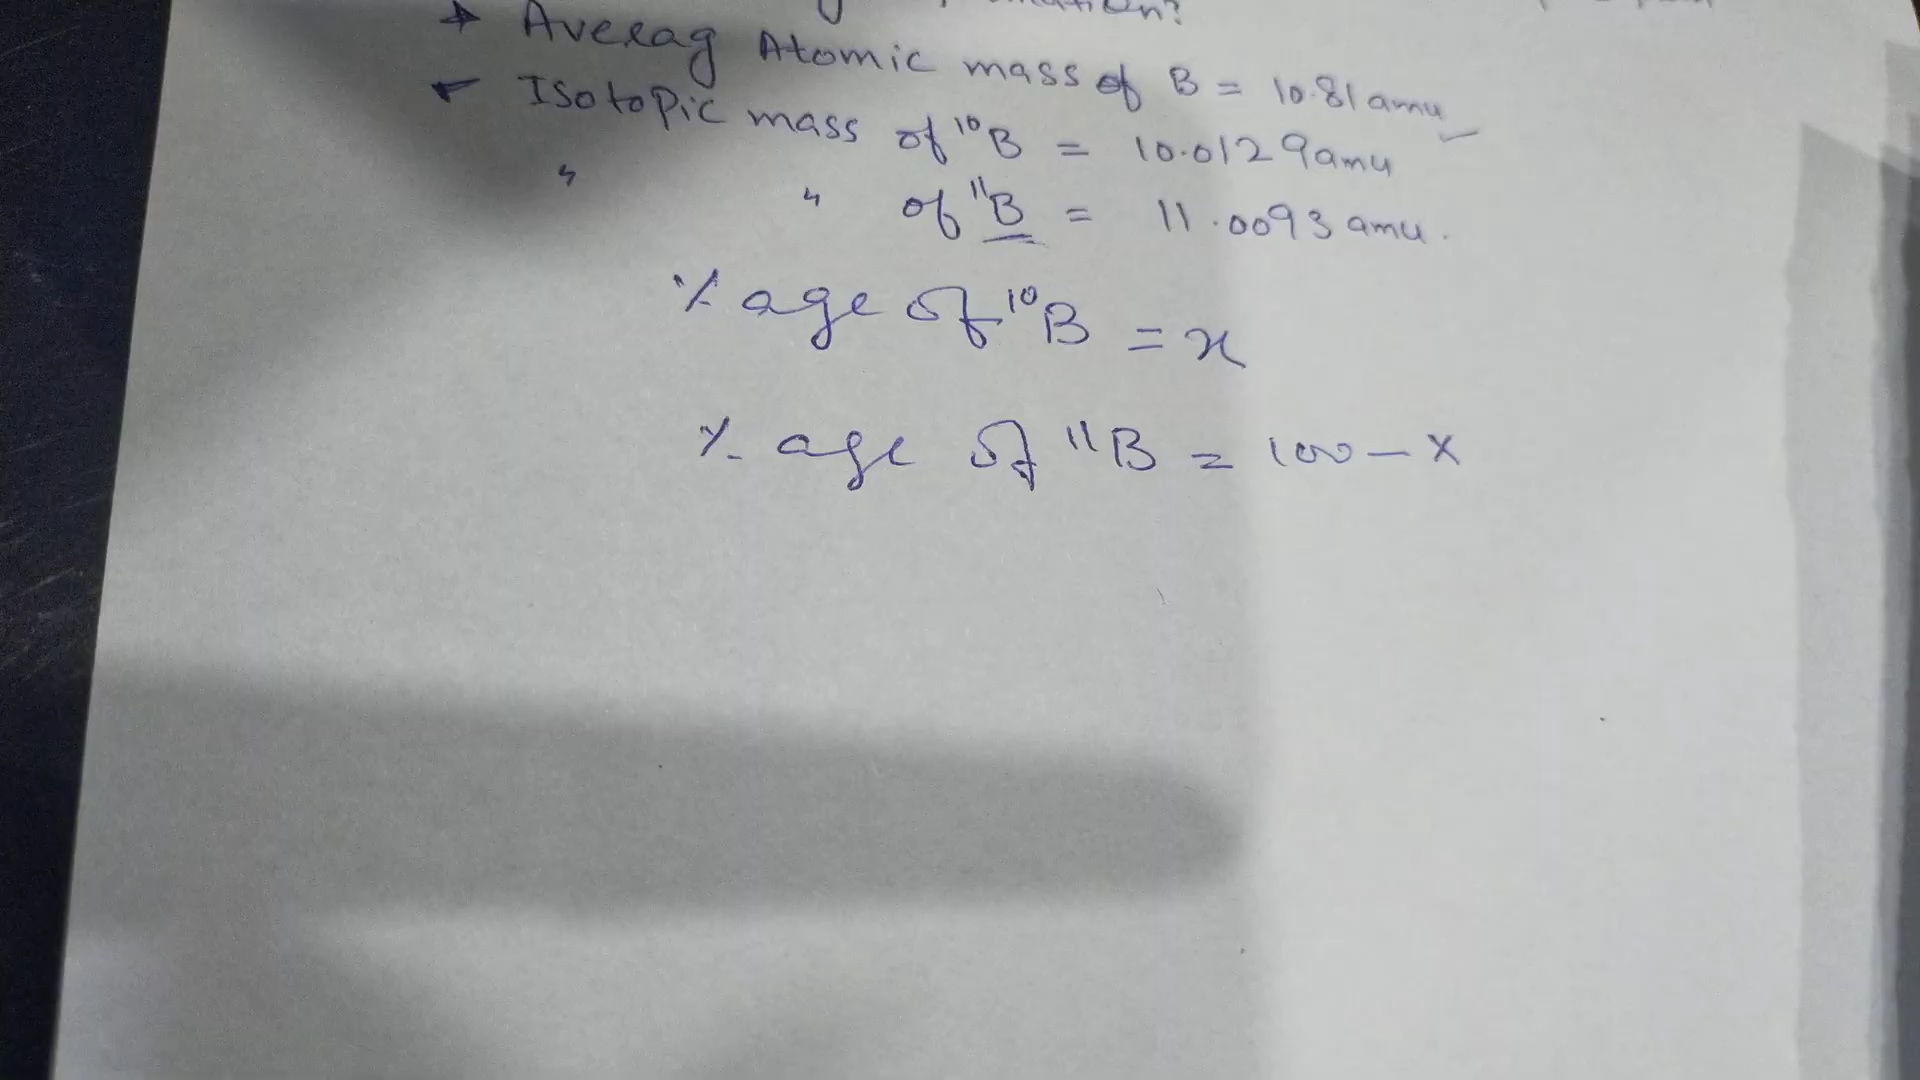 Averag Atomic mass of B = 10.81 amu
Isotopic mass of ¹⁰B = 10.0129 amu
" " of ¹¹B = 11.0093 amu.
% age of ¹⁰B = x
% age of ¹¹B = 100 - x